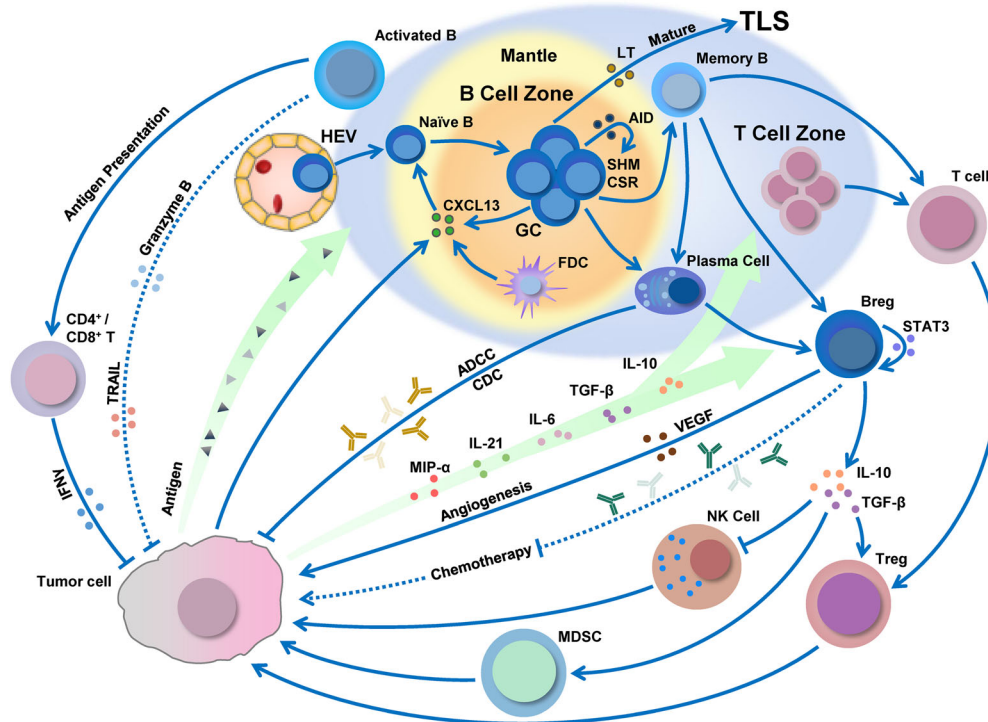 Activated B
TLS
Mature
LT
Mantle
Memory B
B Cell Zone
AID
HEV
Naïve B
T Cell Zone
SHM
CSR
Antigen Presentation
T cell
Granzyme B
CXCL13
GC
FDC
Plasma Cell
Breg
STAT3
CD4⁺ /
CD8⁺ T
ADCC
CDC
IL-10
TRAIL
TGF-β
IL-6
VEGF
IL-21
MIP-α
IFNγ
Antigen
Angiogenesis
IL-10
TGF-β
NK Cell
Chemotherapy
Treg
Tumor cell
MDSC